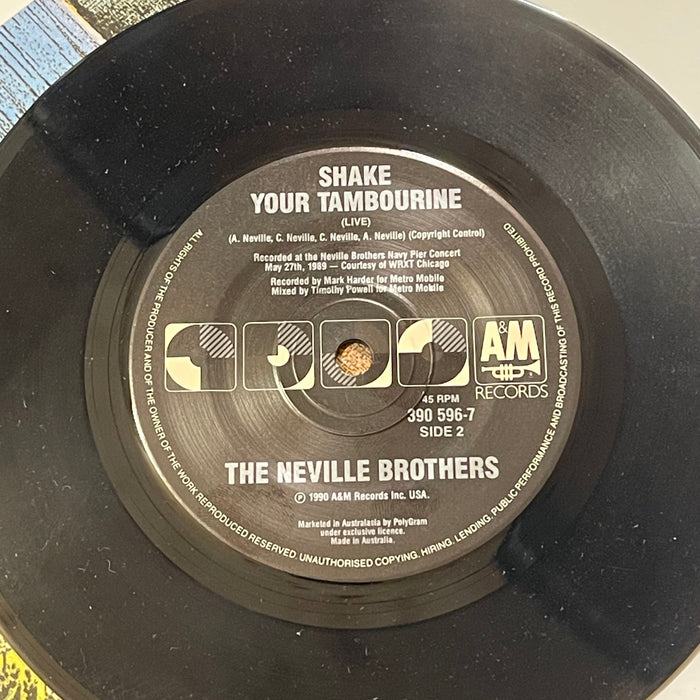 SHAKE
YOUR TAMBOURINE
(LIVE)
(A. Neville, C. Neville, C. Neville, A. Neville) (Copyright Control)
Recorded at the Neville Brothers Navy Pier Concert
May 27th, 1989 — Courtesy of WRXT Chicago
Recorded by Mark Harder for Metro Mobile
Mixed by Timothy Powell for Metro Mobile
A&M
RECORDS
45 RPM
390 596-7
SIDE 2
THE NEVILLE BROTHERS
Ⓟ 1990 A&M Records Inc. USA.
Marketed in Australasia by PolyGram
under exclusive licence.
Made in Australia.
ALL RIGHTS OF THE PRODUCER AND OF THE OWNER OF THE WORK REPRODUCED RESERVED. UNAUTHORISED COPYING, HIRING, LENDING, PUBLIC PERFORMANCE AND BROADCASTING OF THIS RECORD PROHIBITED